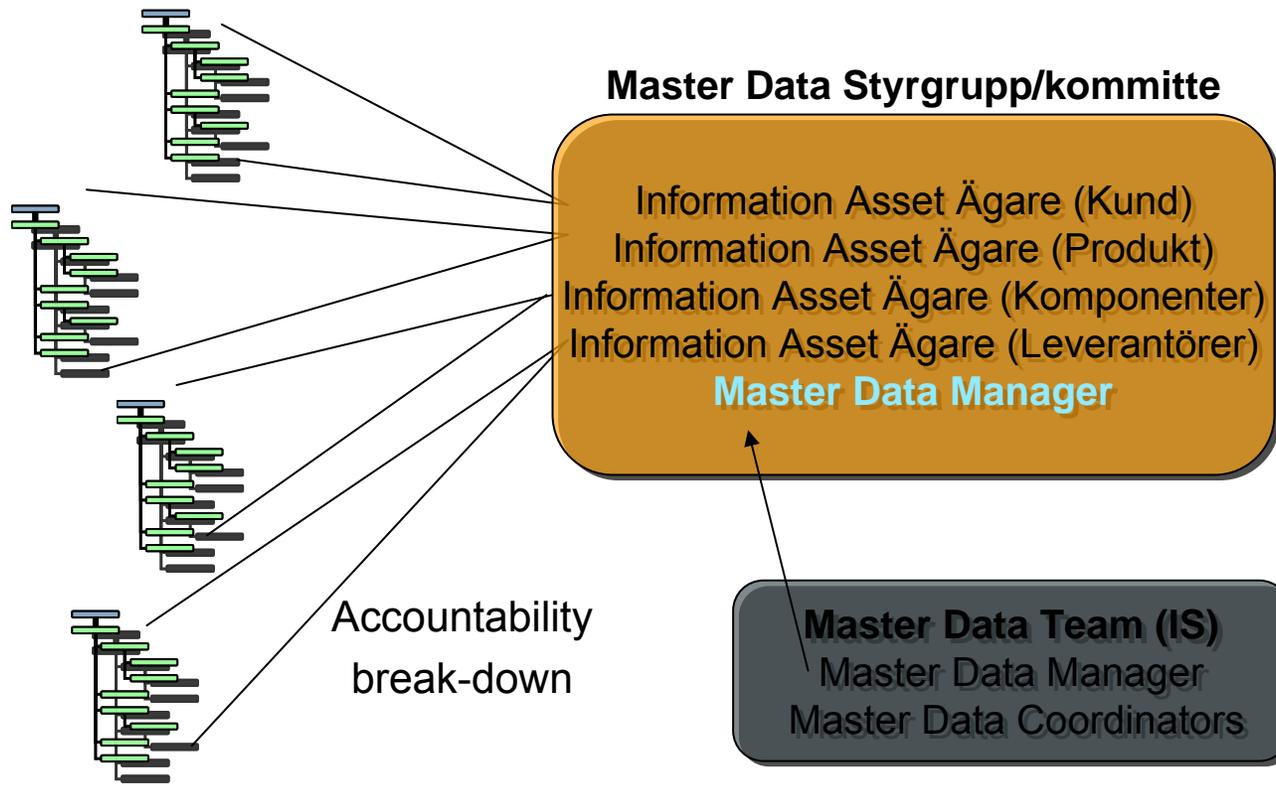 Master Data Styrgrupp/kommitte
Information Asset Ägare (Kund)
Information Asset Ägare (Produkt)
Information Asset Ägare (Komponenter)
Information Asset Ägare (Leverantörer)
Master Data Manager
Accountability
break-down
Master Data Team (IS)
Master Data Manager
Master Data Coordinators